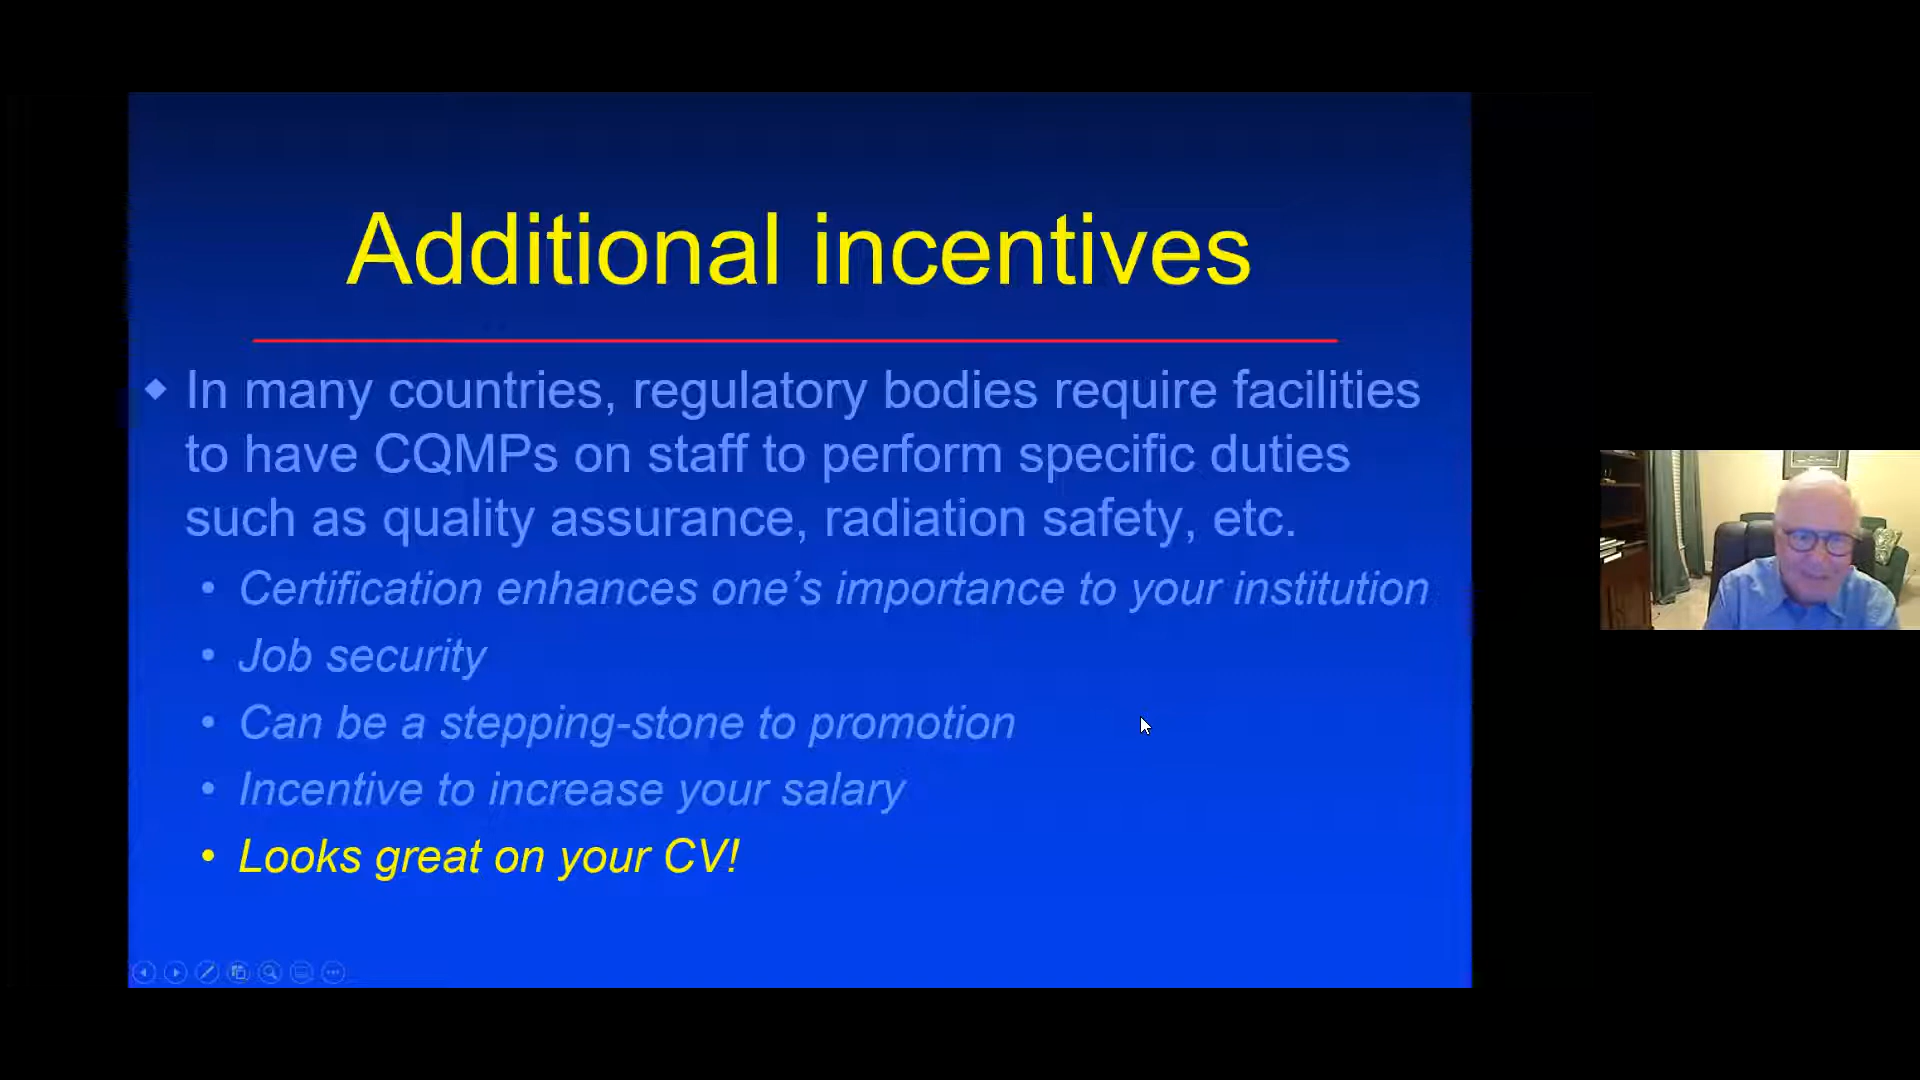 Additional incentives
◆ In many countries, regulatory bodies require facilities
to have CQMPs on staff to perform specific duties
such as quality assurance, radiation safety, etc.
• Certification enhances one’s importance to your institution
• Job security
• Can be a stepping-stone to promotion
• Incentive to increase your salary
• Looks great on your CV!